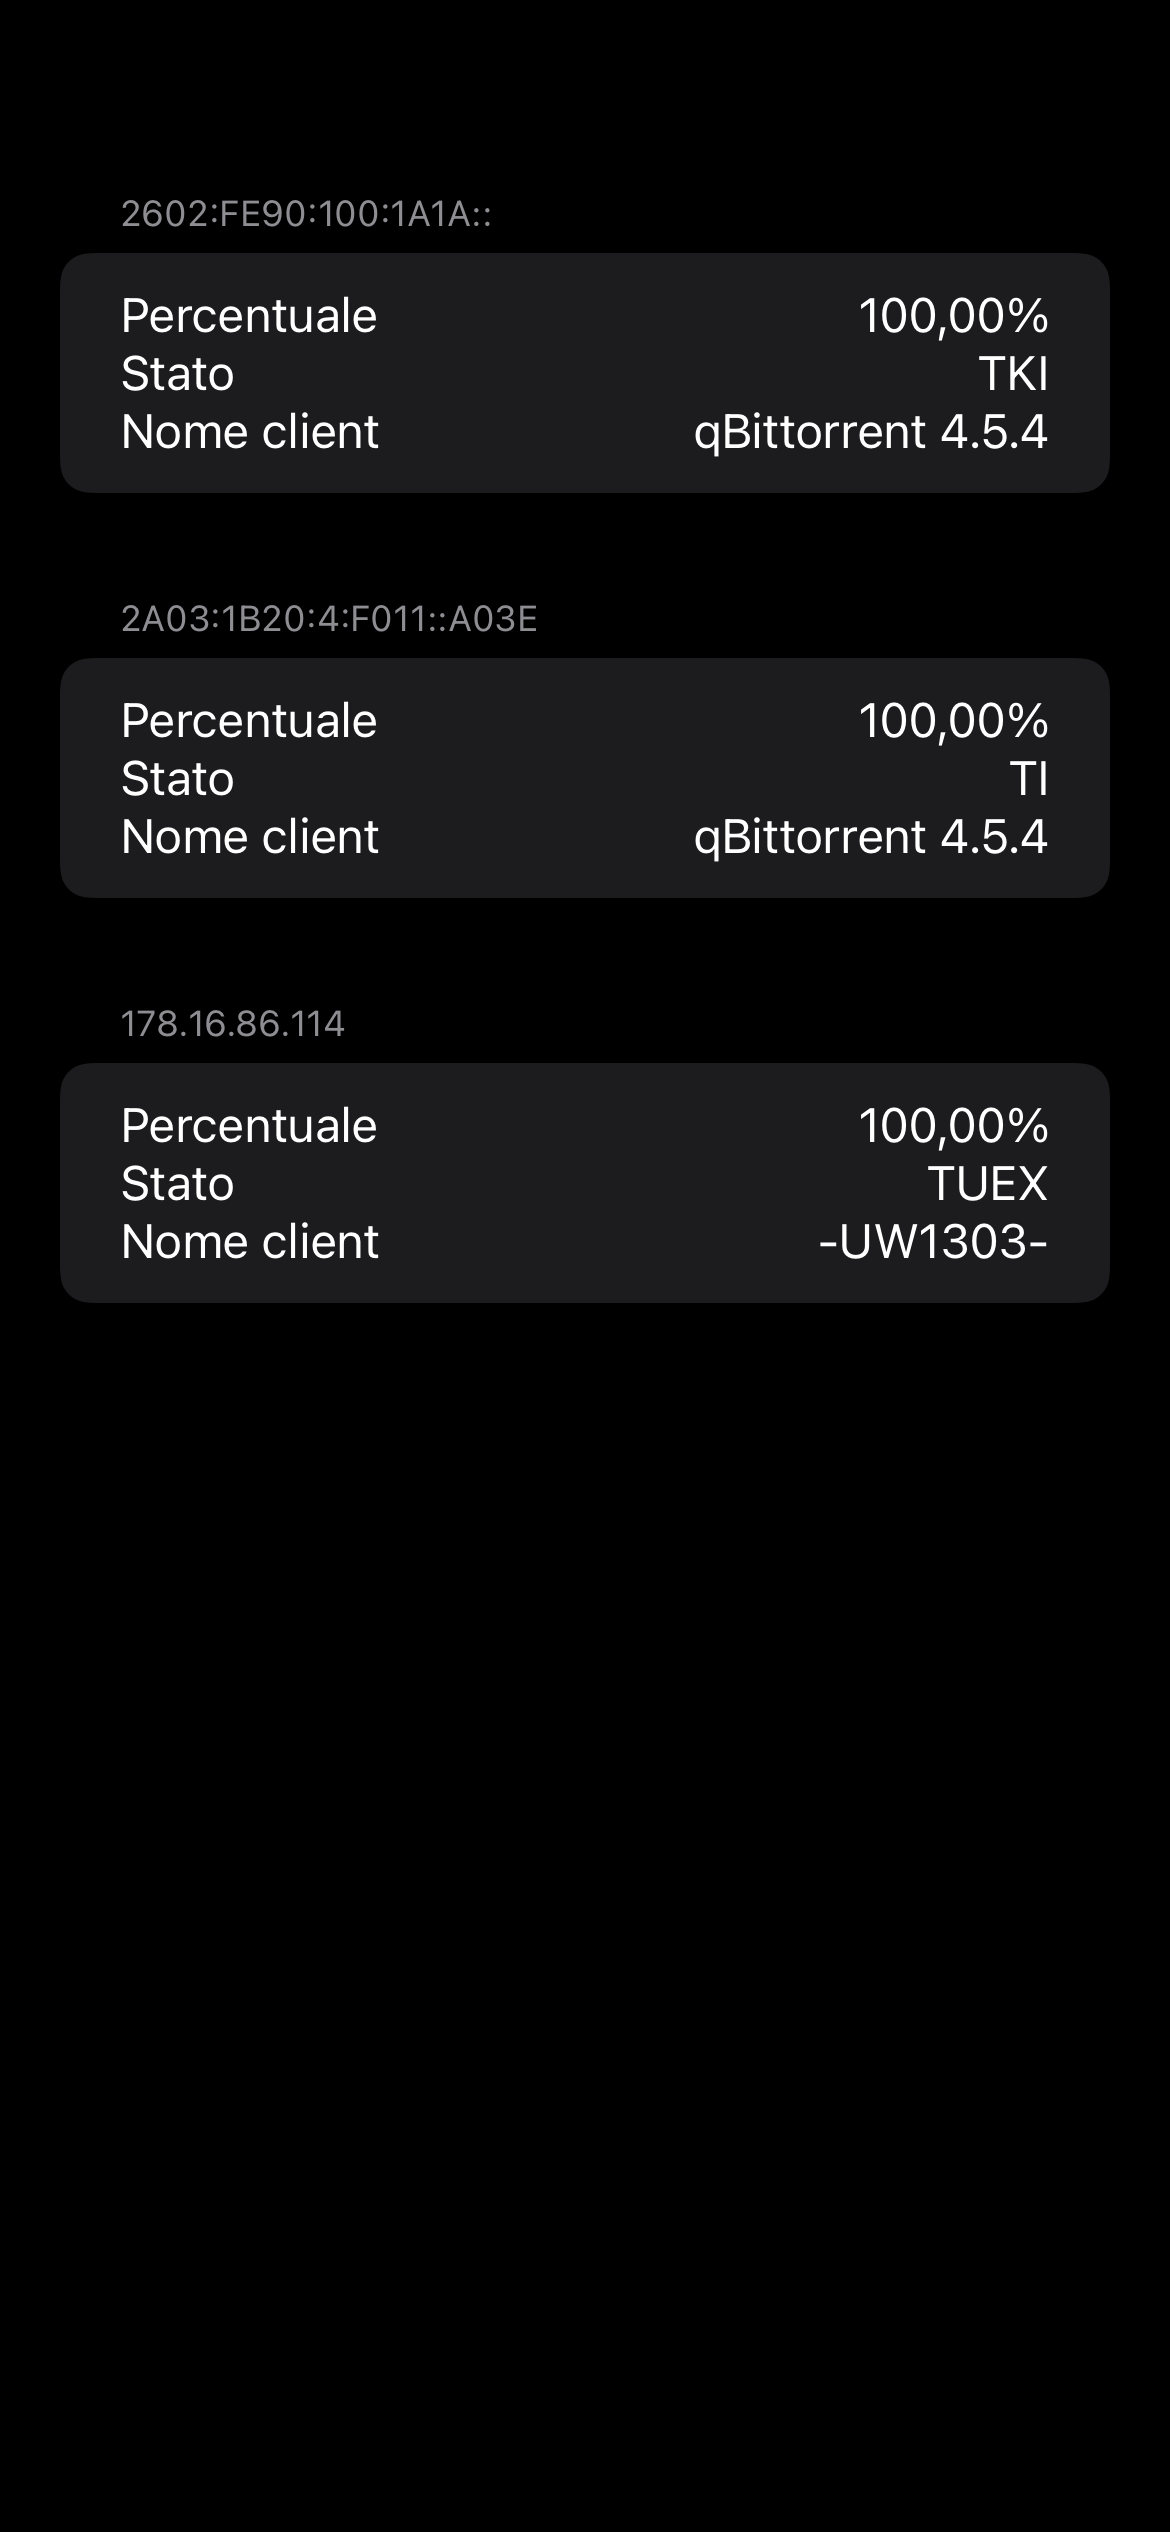 2602:FE90:100:1A1A::
Percentuale 100,00%
Stato TKI
Nome client qBittorrent 4.5.4
2A03:1B20:4:F011::A03E
Percentuale 100,00%
Stato TI
Nome client qBittorrent 4.5.4
178.16.86.114
Percentuale 100,00%
Stato TUEX
Nome client -UW1303-